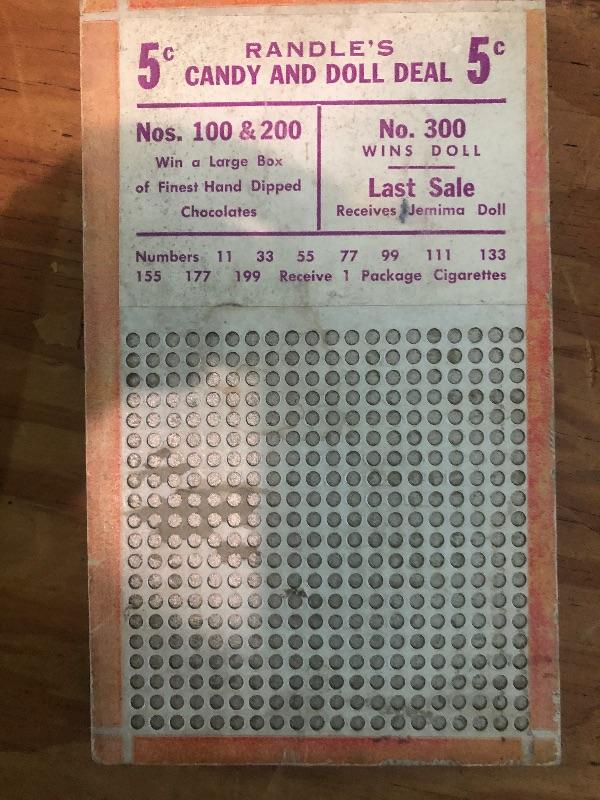 5c RANDLE'S 5c
CANDY AND DOLL DEAL
Nos. 100 & 200
Win a Large Box
of Finest Hand Dipped
Chocolates
No. 300
WINS DOLL
Last Sale
Receives Jemima Doll
Numbers 11 33 55 77 99 111 133
155 177 199 Receive 1 Package Cigarettes